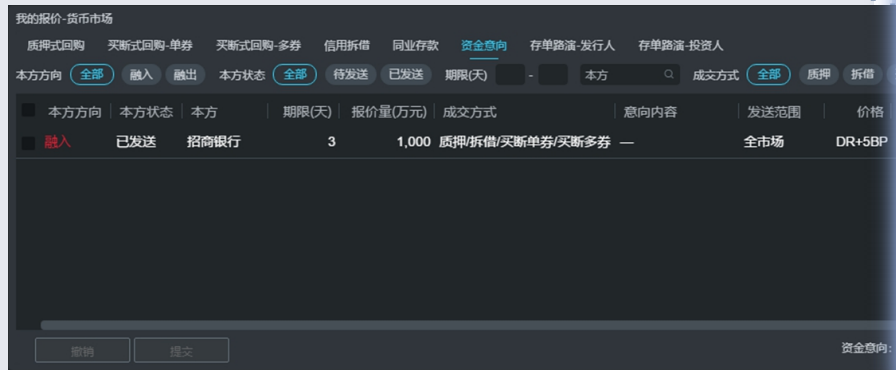 我的报价-货币市场
质押式回购 买断式回购-单券 买断式回购-多券 信用拆借 同业存款 资金意向 存单路演-发行人 存单路演-投资人
本方方向 全部 融入 融出 本方状态 全部 待发送 已发送 期限(天) - 本方 成交方式 全部 质押 拆借
本方方向 本方状态 本方 期限(天) 报价量(万元) 成交方式 意向内容 发送范围 价格
融入 已发送 招商银行 3 1,000 质押/拆借/买断单券/买断多券 — 全市场 DR+5BP
撤销 提交 资金意向: